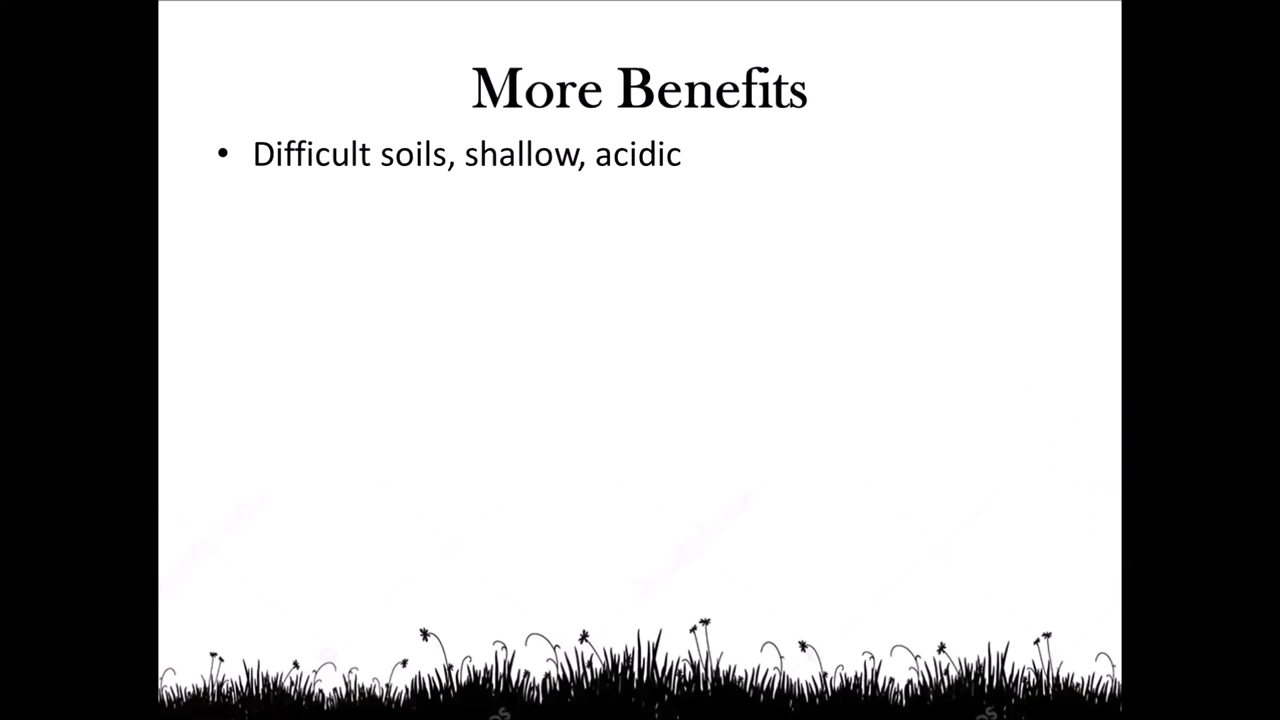 More Benefits
• Difficult soils, shallow, acidic